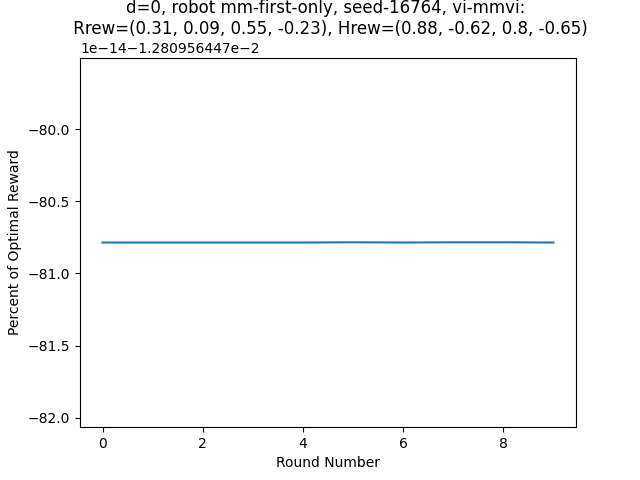 d=0, robot mm-first-only, seed-16764, vi-mmvi:
Rrew=(0.31, 0.09, 0.55, -0.23), Hrew=(0.88, -0.62, 0.8, -0.65)
1e−14−1.280956447e−2
Percent of Optimal Reward
−80.0
−80.5
−81.0
−81.5
−82.0
0 2 4 6 8
Round Number